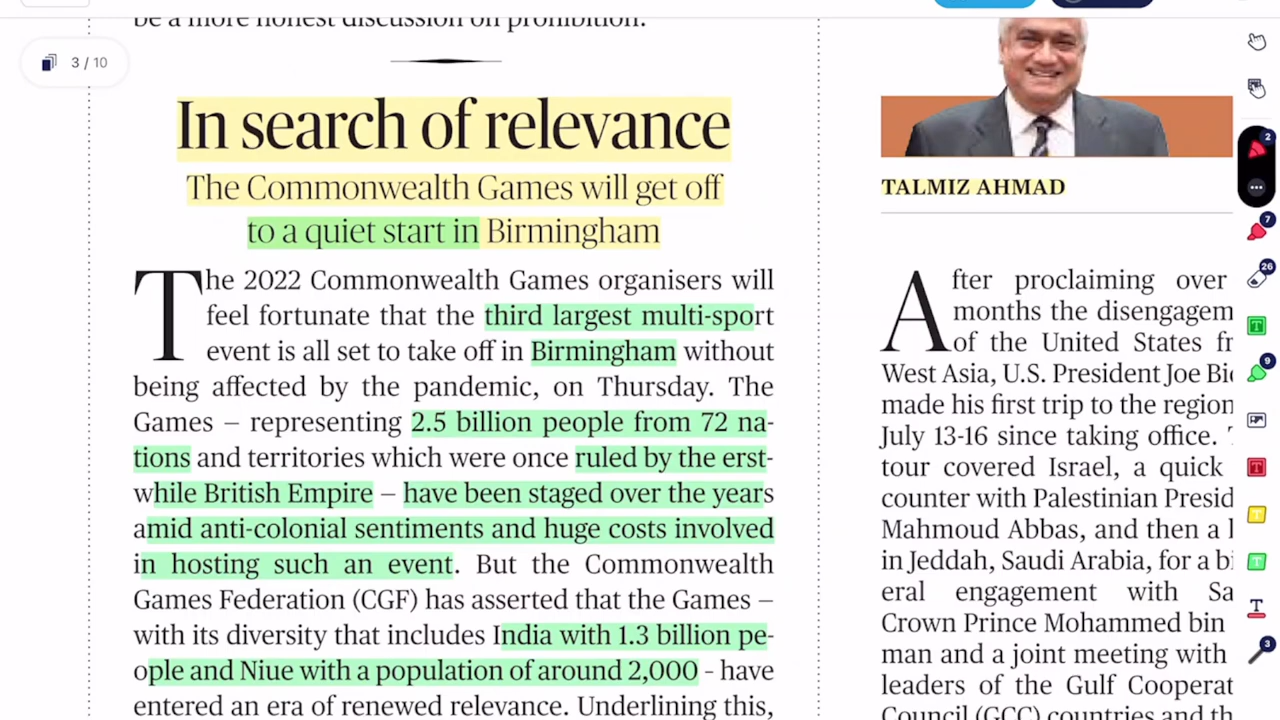 be a more honest discussion on prohibition.
3 / 10
In search of relevance
The Commonwealth Games will get off
to a quiet start in Birmingham
The 2022 Commonwealth Games organisers will
feel fortunate that the third largest multi-sport
event is all set to take off in Birmingham without
being affected by the pandemic, on Thursday. The
Games – representing 2.5 billion people from 72 na-
tions and territories which were once ruled by the erst-
while British Empire – have been staged over the years
amid anti-colonial sentiments and huge costs involved
in hosting such an event. But the Commonwealth
Games Federation (CGF) has asserted that the Games –
with its diversity that includes India with 1.3 billion pe-
ople and Niue with a population of around 2,000 - have
entered an era of renewed relevance. Underlining this,
TALMIZ AHMAD
After proclaiming over
months the disengagem
of the United States fr
West Asia, U.S. President Joe Bi
made his first trip to the region
July 13-16 since taking office.
tour covered Israel, a quick
counter with Palestinian Presid
Mahmoud Abbas, and then a
in Jeddah, Saudi Arabia, for a bi
eral engagement with Sa
Crown Prince Mohammed bin
man and a joint meeting with
leaders of the Gulf Cooperat
Council (GCC) countries and th
2
7
26
T
9
T
T
T
3